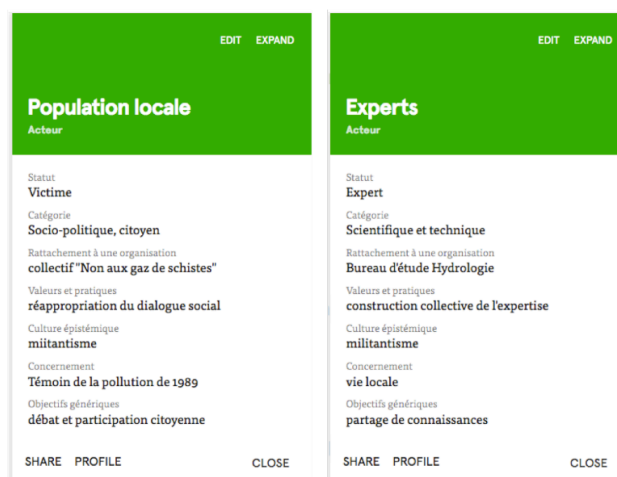 EDIT EXPAND
Population locale
Acteur
Statut
Victime
Catégorie
Socio-politique, citoyen
Rattachement à une organisation
collectif "Non aux gaz de schistes"
Valeurs et pratiques
réappropriation du dialogue social
Culture épistémique
miitantisme
Concernement
Témoin de la pollution de 1989
Objectifs génériques
débat et participation citoyenne
SHARE PROFILE CLOSE
EDIT EXPAND
Experts
Acteur
Statut
Expert
Catégorie
Scientifique et technique
Rattachement à une organisation
Bureau d'étude Hydrologie
Valeurs et pratiques
construction collective de l'expertise
Culture épistémique
militantisme
Concernement
vie locale
Objectifs génériques
partage de connaissances
SHARE PROFILE CLOSE